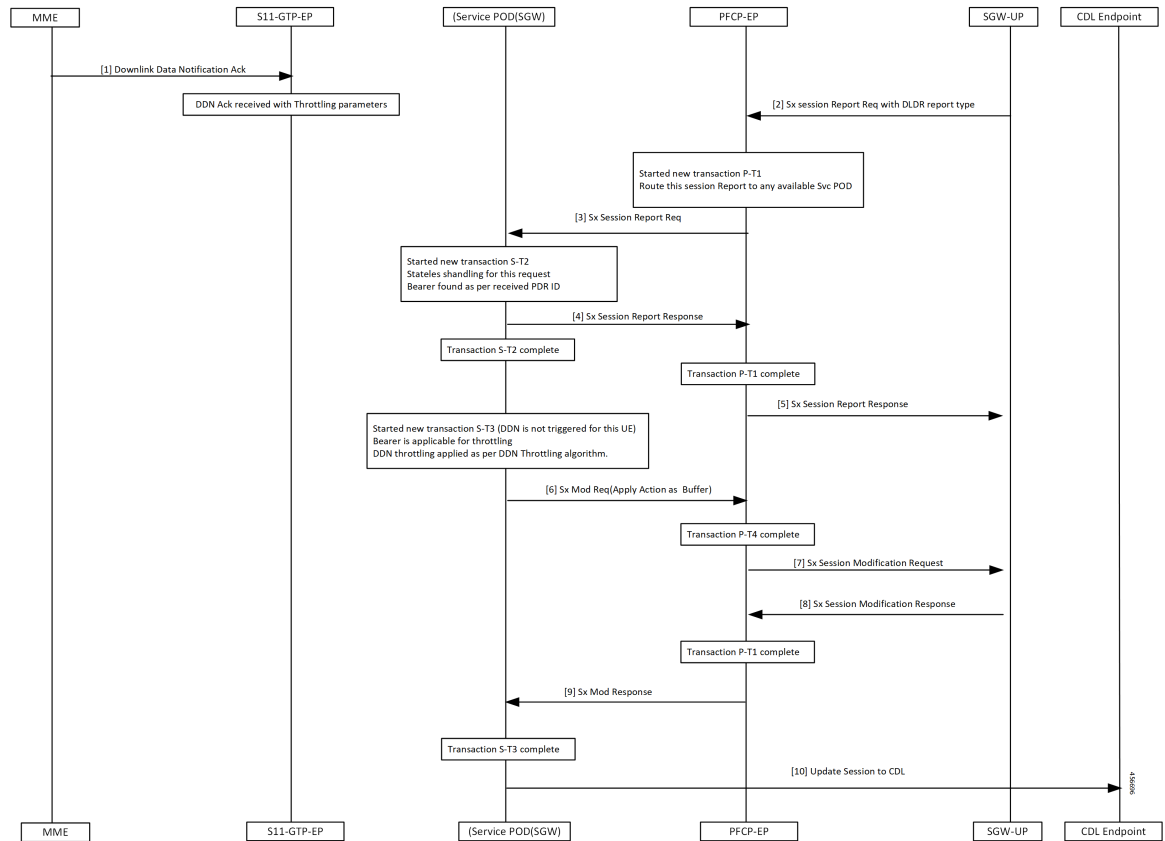 MME
S11-GTP-EP
(Service POD(SGW)
PFCP-EP
SGW-UP
CDL Endpoint
[1] Downlink Data Notification Ack
DDN Ack received with Throttling parameters
[2] Sx session Report Req with DLDR report type
Started new transaction P-T1
Route this session Report to any available Svc POD
[3] Sx Session Report Req
Started new transaction S-T2
Stateles shandling for this request
Bearer found as per received PDR ID
[4] Sx Session Report Response
Transaction S-T2 complete
Transaction P-T1 complete
[5] Sx Session Report Response
Started new transaction S-T3 (DDN is not triggered for this UE)
Bearer is applicable for throttling
DDN throttling applied as per DDN Throttling algorithm.
[6] Sx Mod Req(Apply Action as  Buffer)
Transaction P-T4 complete
[7] Sx Session Modification Request
[8] Sx Session Modification Response
Transaction P-T1 complete
[9] Sx Mod Response
Transaction S-T3 complete
[10] Update Session to CDL
456696
MME
S11-GTP-EP
(Service POD(SGW)
PFCP-EP
SGW-UP
CDL Endpoint